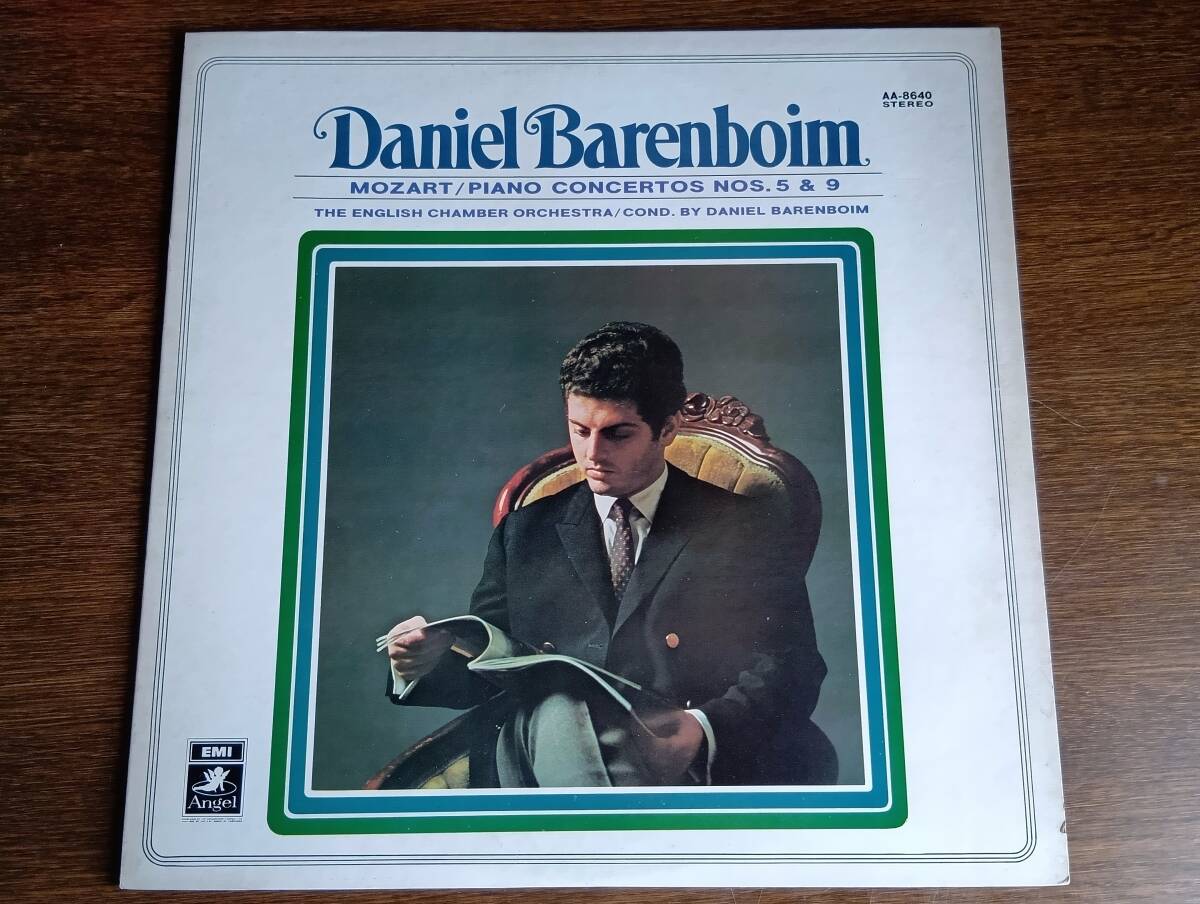 AA-8640
STEREO
Daniel Barenboim
MOZART/PIANO CONCERTOS NOS. 5 & 9
THE ENGLISH CHAMBER ORCHESTRA/COND. BY DANIEL BARENBOIM
EMI
Angel